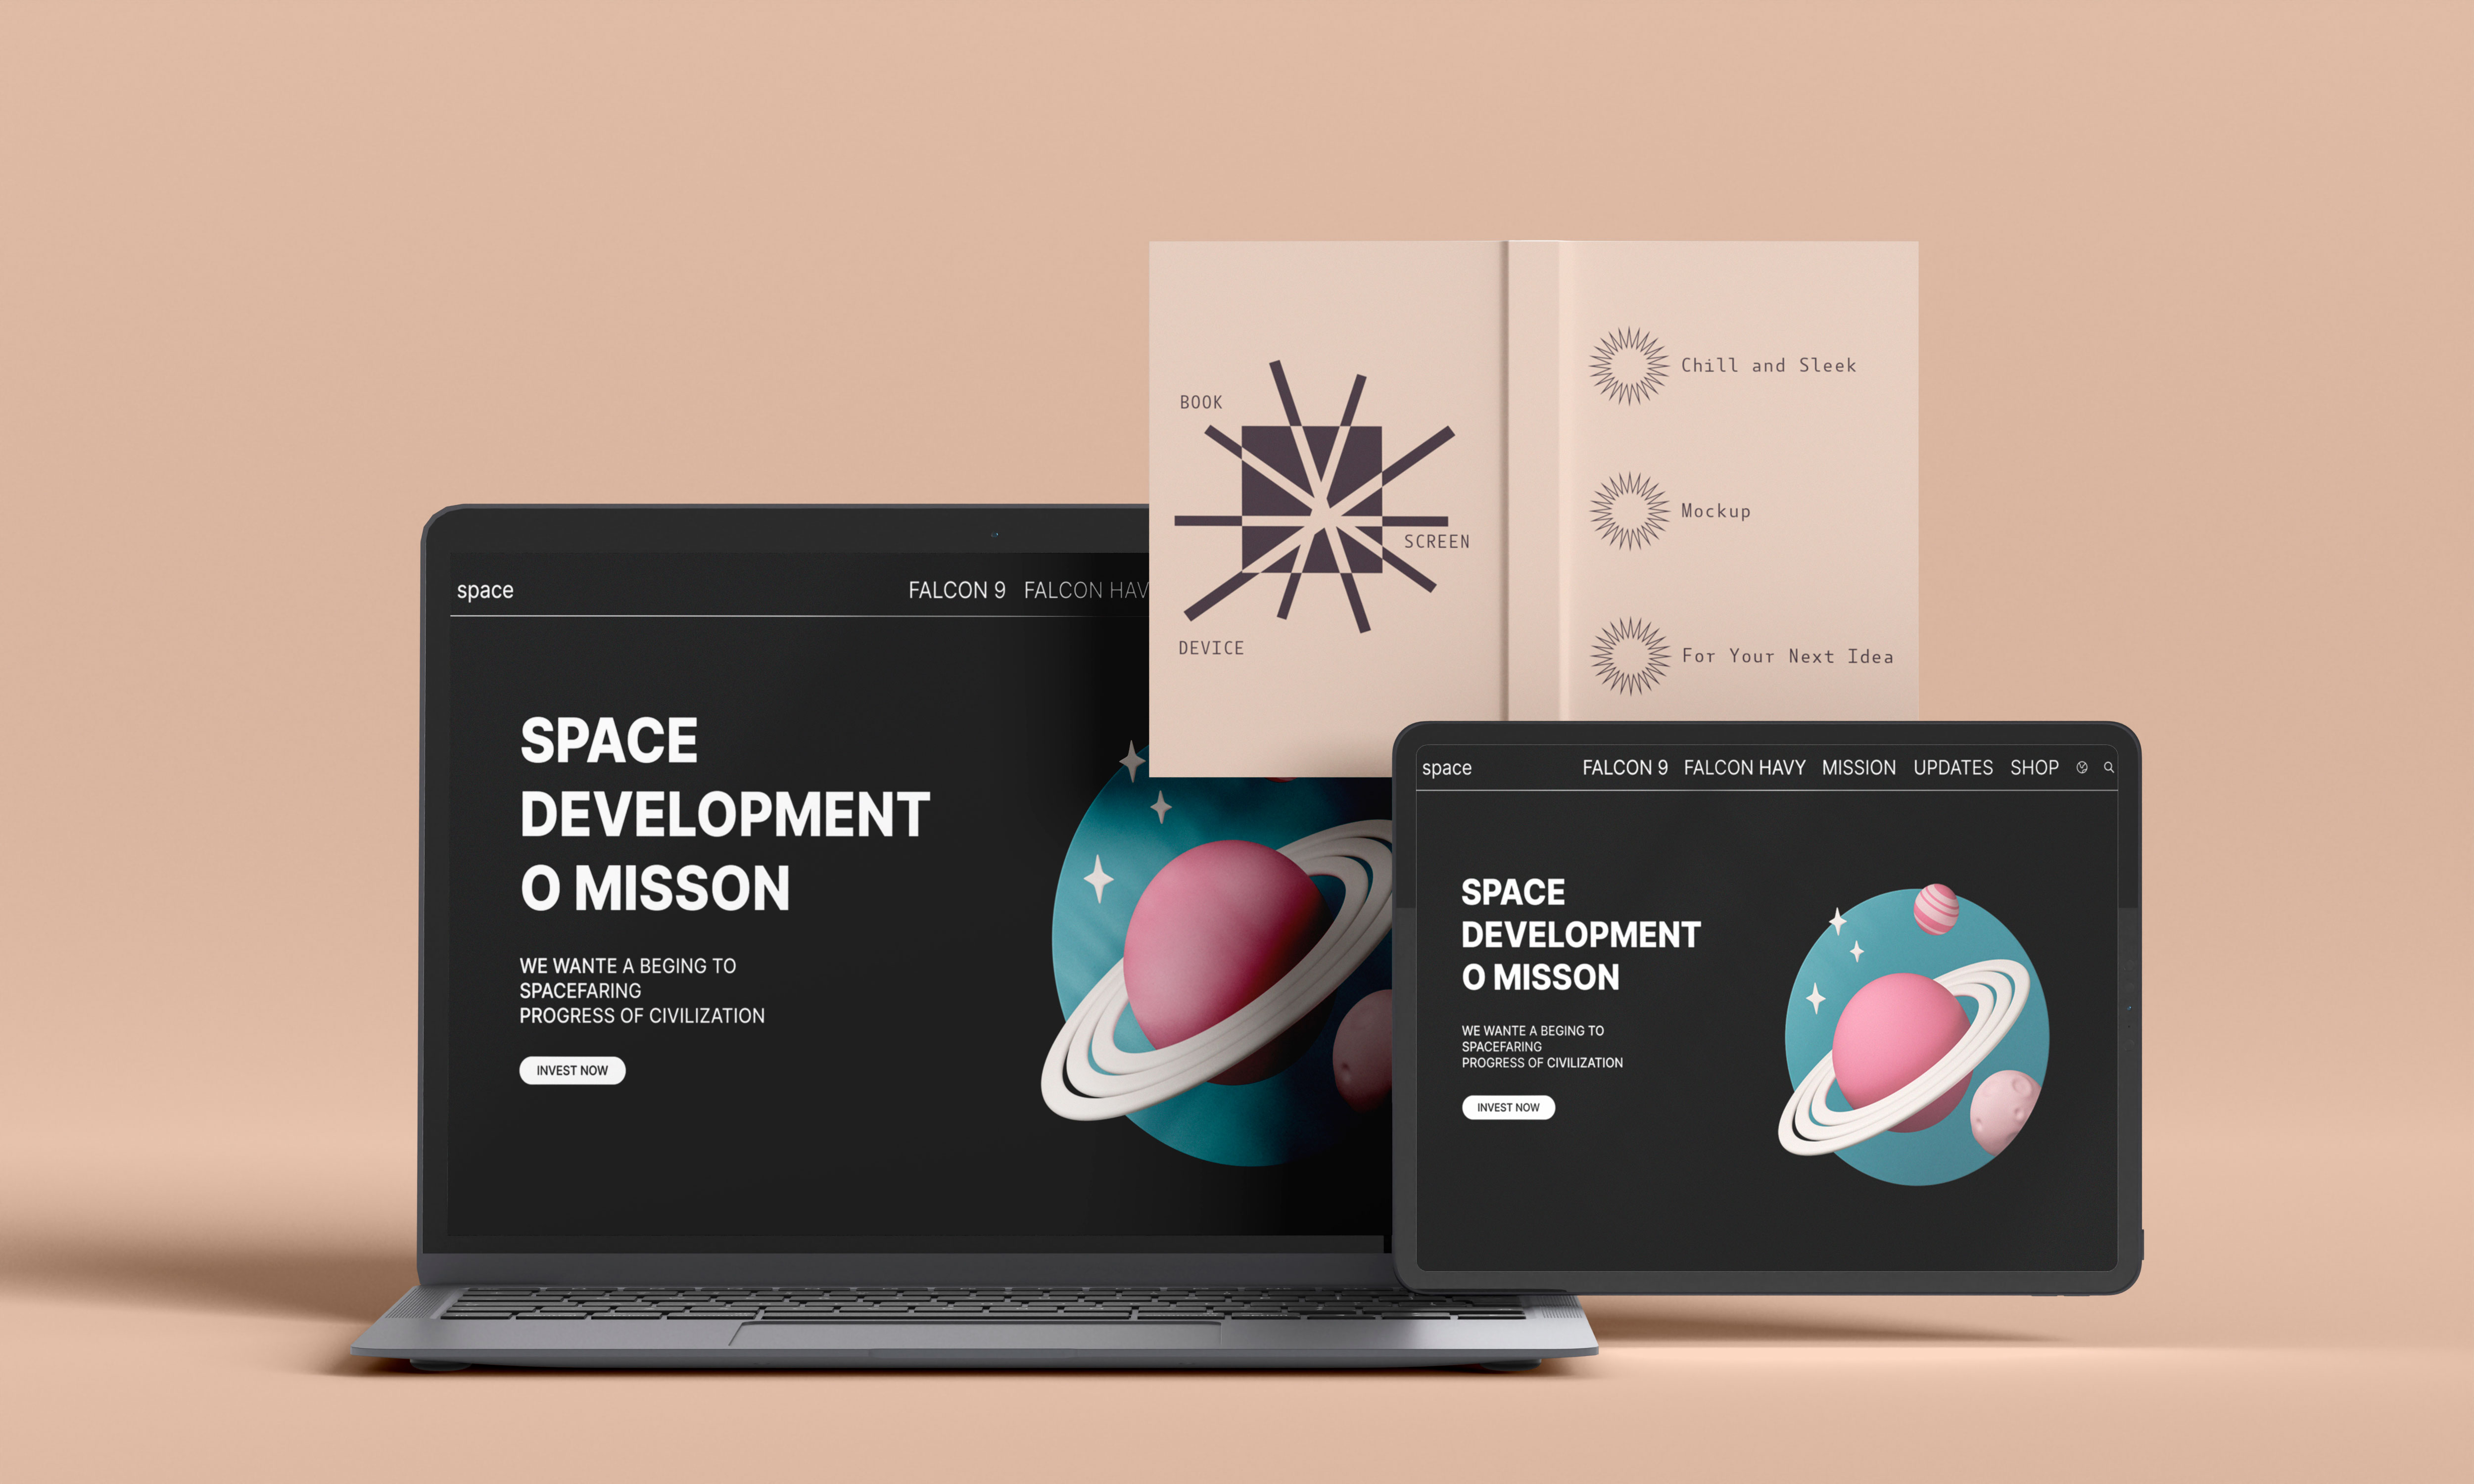 space
FALCON 9 FALCON HAV
SPACE
DEVELOPMENT
O MISSON
WE WANTE A BEGING TO
SPACEFARING
PROGRESS OF CIVILIZATION
INVEST NOW
BOOK
SCREEN
DEVICE
Chill and Sleek
Mockup
For Your Next Idea
space
FALCON 9 FALCON HAVY MISSION UPDATES SHOP
SPACE
DEVELOPMENT
O MISSON
WE WANTE A BEGING TO
SPACEFARING
PROGRESS OF CIVILIZATION
INVEST NOW